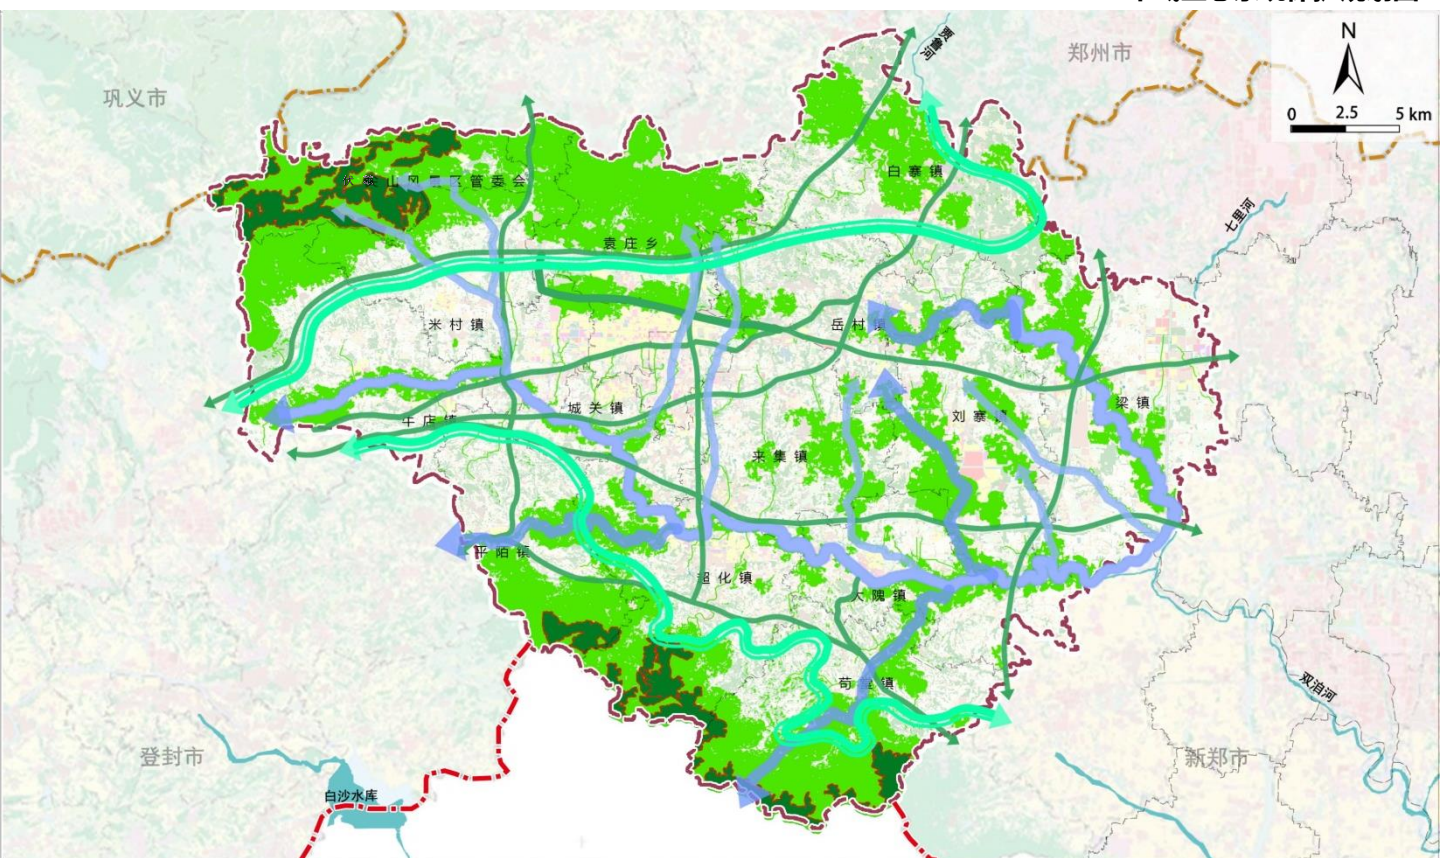 贾鲁河
郑州市
N
0 2.5 5 km
巩义市
白寨镇
七里河
袁庄乡
米村镇
岳村镇
梁镇
牛店镇
城关镇
刘寨镇
来集镇
平陌镇
超化镇
大隗镇
苟堂镇
双洎河
登封市
新郑市
白沙水库